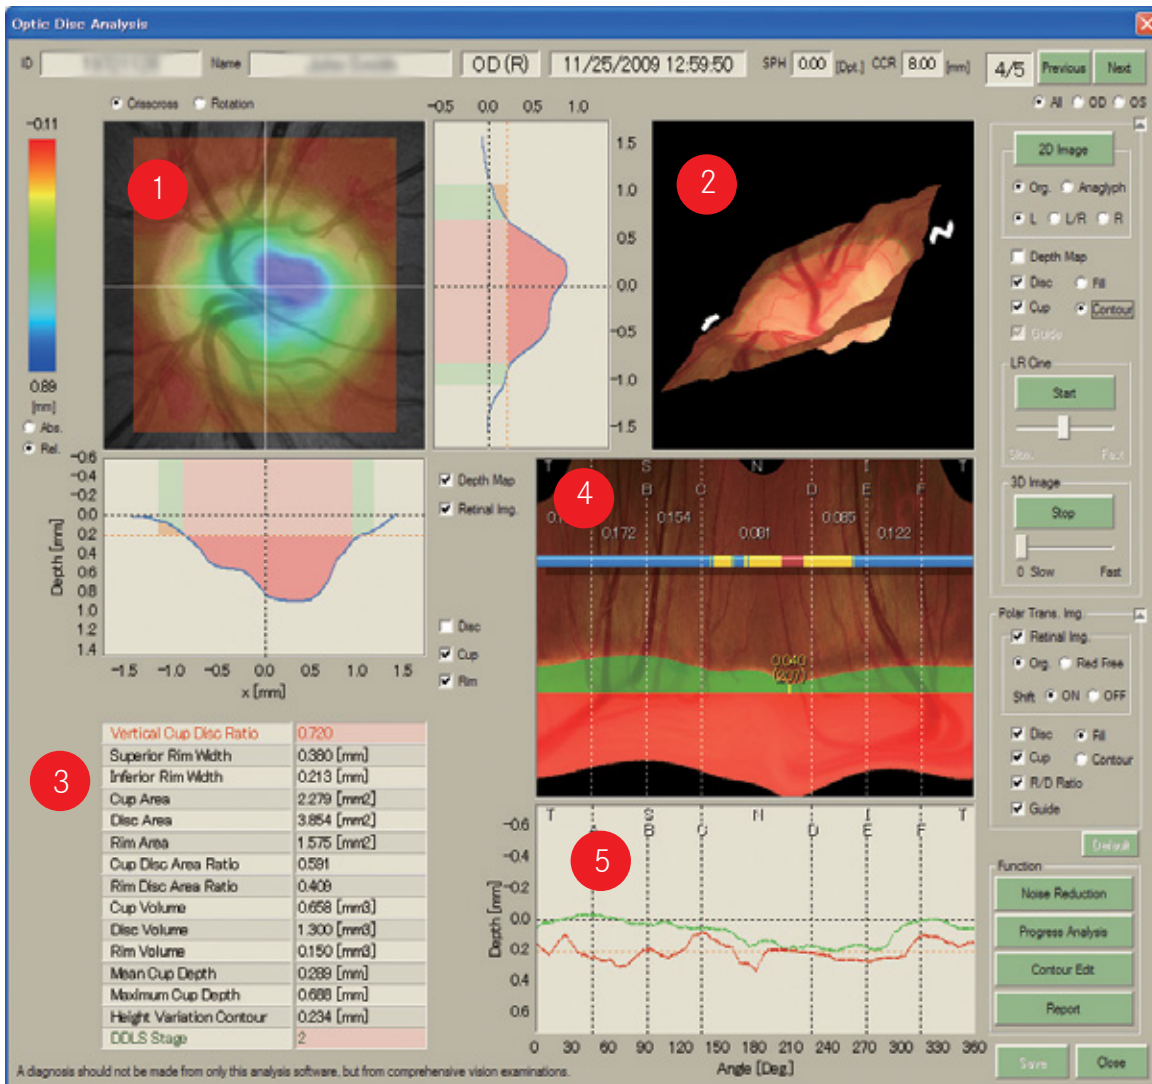 Optic Disc Analysis
ID Name OD (R) 11/25/2009 12:59:50 SPH 0.00 [Dpt.] CCR 8.00 [mm] 4/5 Previous Next
Crisscross Rotation
All OD OS
-0.11
0.89
[mm]
Abs.
Rel.
1
-0.5 0.0 0.5 1.0
1.5
1.0
0.5
0.0
-0.5
-1.0
-1.5
2
2D Image
Org. Anaglyph
L L/R R
Depth Map
Disc Fill
Cup Contour
Guide
LR Cine
Start
Slow Fast
3D Image
Stop
0 Slow Fast
-0.6
-0.4
-0.2
0.0
0.2
0.4
0.6
0.8
1.0
1.2
1.4
Depth [mm]
-1.5 -1.0 -0.5 0.0 0.5 1.0 1.5
x [mm]
Depth Map
Retinal Img.
Disc
Cup
Rim
4
T S N I T
B C D E F
0.172 0.154 0.081 0.085 0.122
0.040
(207)
Polar Trans. Img.
Retinal Img.
Org. Red Free
Shift ON OFF
Disc Fill
Cup Contour
R/D Ratio
Guide
Default
3
Vertical Cup Disc Ratio 0.720
Superior Rim Width 0.380 [mm]
Inferior Rim Width 0.213 [mm]
Cup Area 2.279 [mm2]
Disc Area 3.854 [mm2]
Rim Area 1.575 [mm2]
Cup Disc Area Ratio 0.591
Rim Disc Area Ratio 0.409
Cup Volume 0.658 [mm3]
Disc Volume 1.300 [mm3]
Rim Volume 0.150 [mm3]
Mean Cup Depth 0.289 [mm]
Maximum Cup Depth 0.688 [mm]
Height Variation Contour 0.234 [mm]
DDLS Stage 2
5
T S N I T
A B C D E F
-0.6
-0.4
-0.2
0.0
0.2
0.4
0.6
Depth [mm]
0 30 60 90 120 150 180 210 240 270 300 330 360
Angle [Deg.]
Function
Noise Reduction
Progress Analysis
Contour Edit
Report
Save Close
A diagnosis should not be made from only this analysis software, but from comprehensive vision examinations.